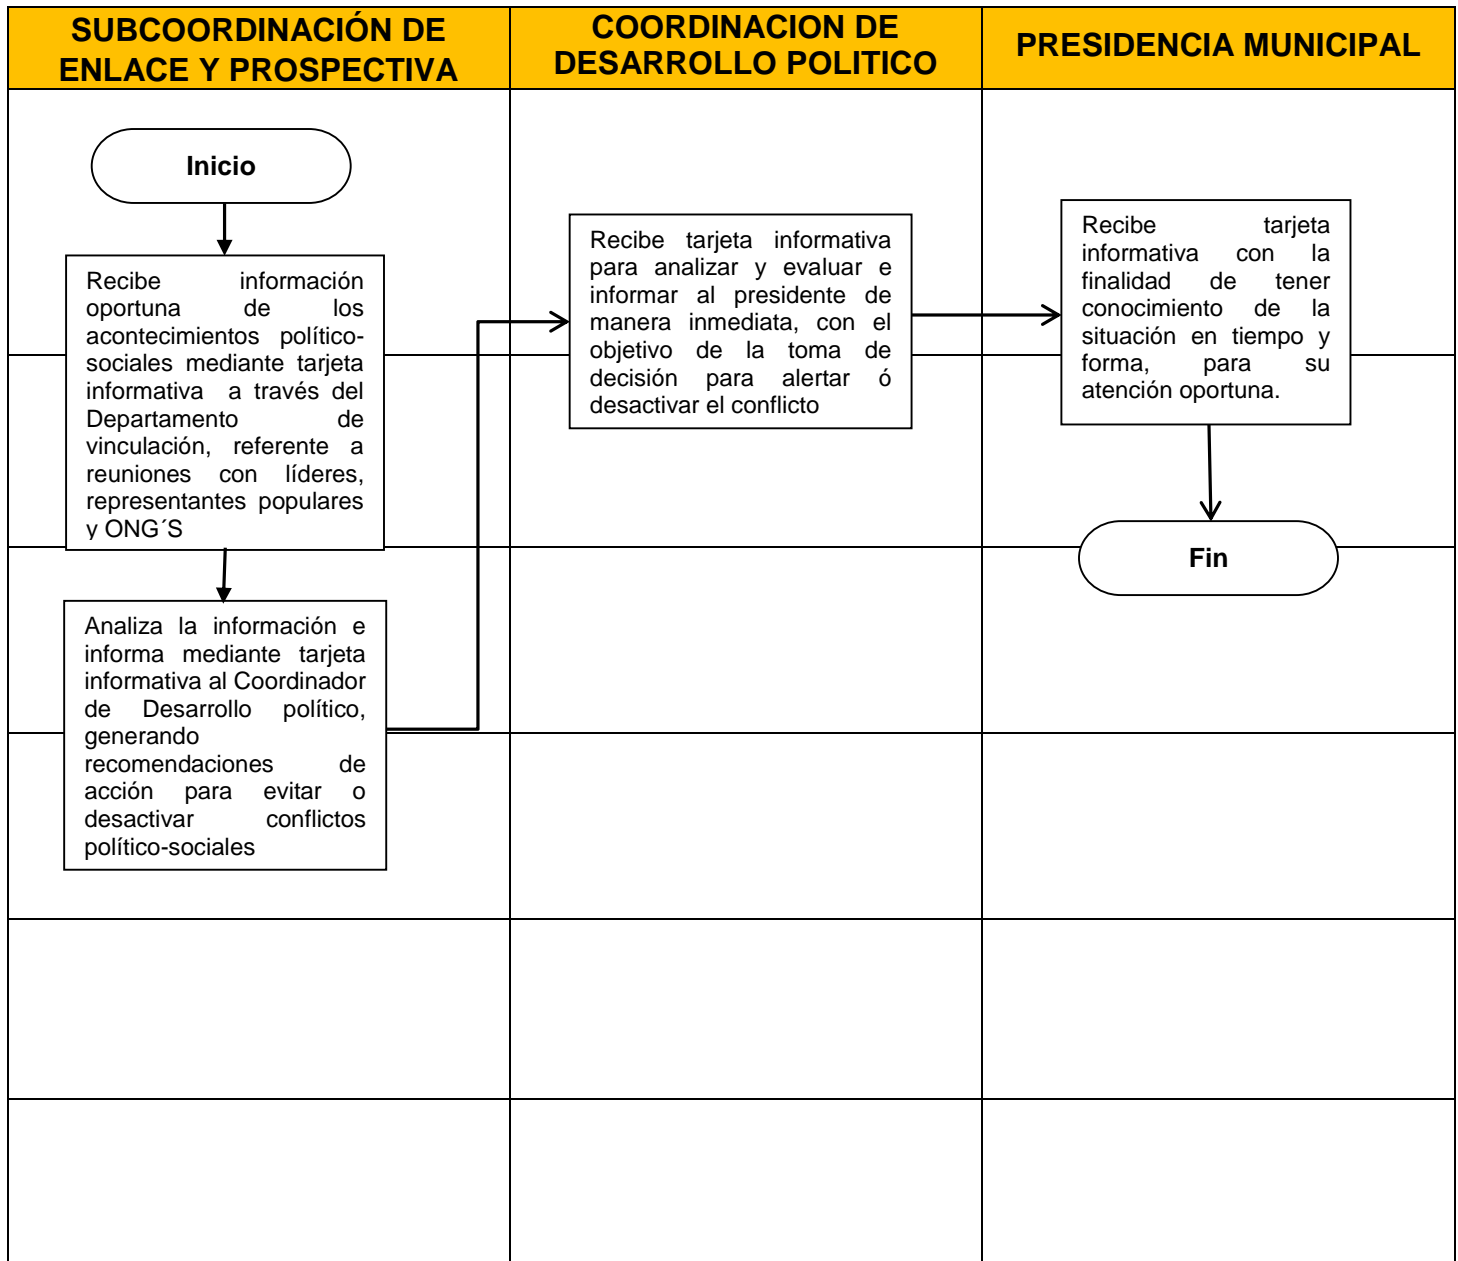 SUBCOORDINACIÓN DE
ENLACE Y PROSPECTIVA
COORDINACION DE
DESARROLLO POLITICO
PRESIDENCIA MUNICIPAL
Inicio
Recibe información
oportuna de los
acontecimientos político-
sociales mediante tarjeta
informativa a través del
Departamento de
vinculación, referente a
reuniones con líderes,
representantes populares
y ONG´S
Analiza la información e
informa mediante tarjeta
informativa al Coordinador
de Desarrollo político,
generando
recomendaciones de
acción para evitar o
desactivar conflictos
político-sociales
Recibe tarjeta informativa
para analizar y evaluar e
informar al presidente de
manera inmediata, con el
objetivo de la toma de
decisión para alertar ó
desactivar el conflicto
Recibe tarjeta
informativa con la
finalidad de tener
conocimiento de la
situación en tiempo y
forma, para su
atención oportuna.
Fin